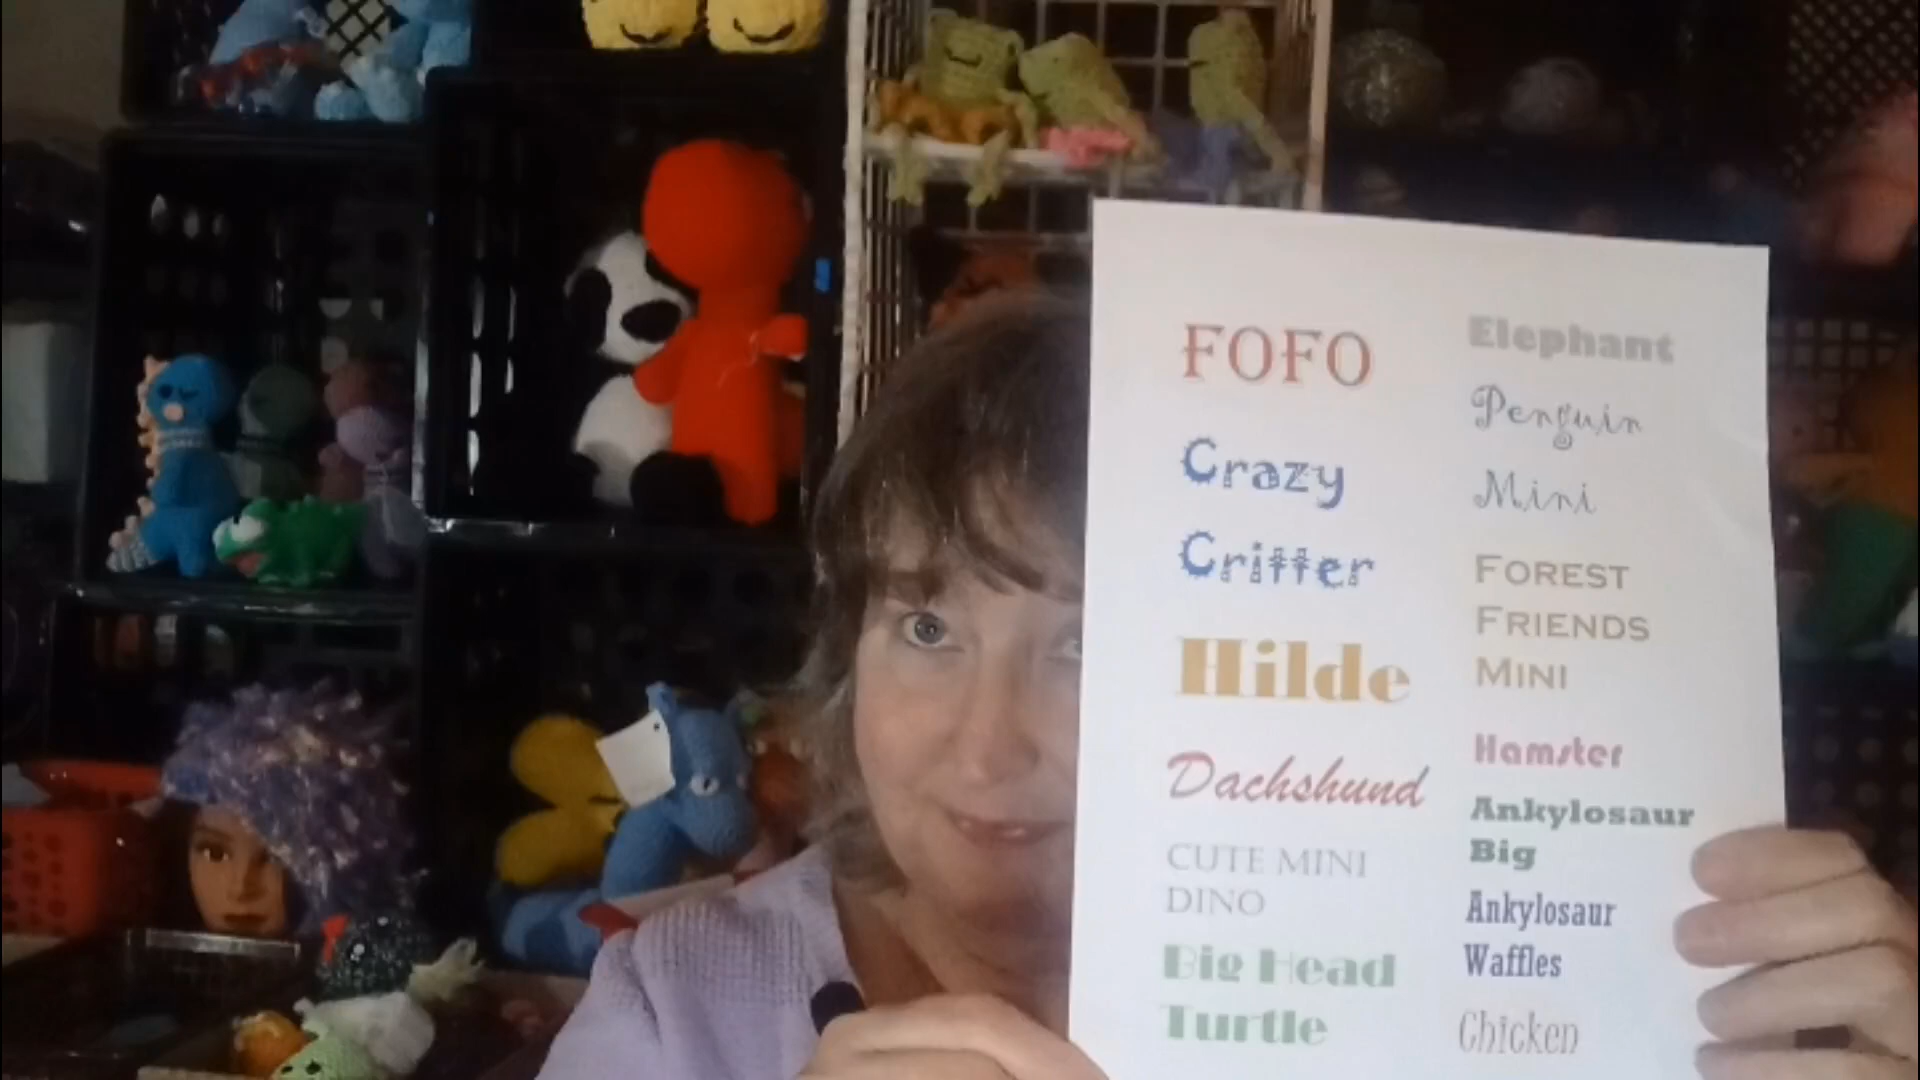 FOFO
Crazy
Critter
Hilde
Dachshund
CUTE MINI
DINO
Big Head
Turtle
Elephant
Penguin
Mini
FOREST
FRIENDS
MINI
Hamster
Ankylosaur
Big
Ankylosaur
Waffles
Chicken